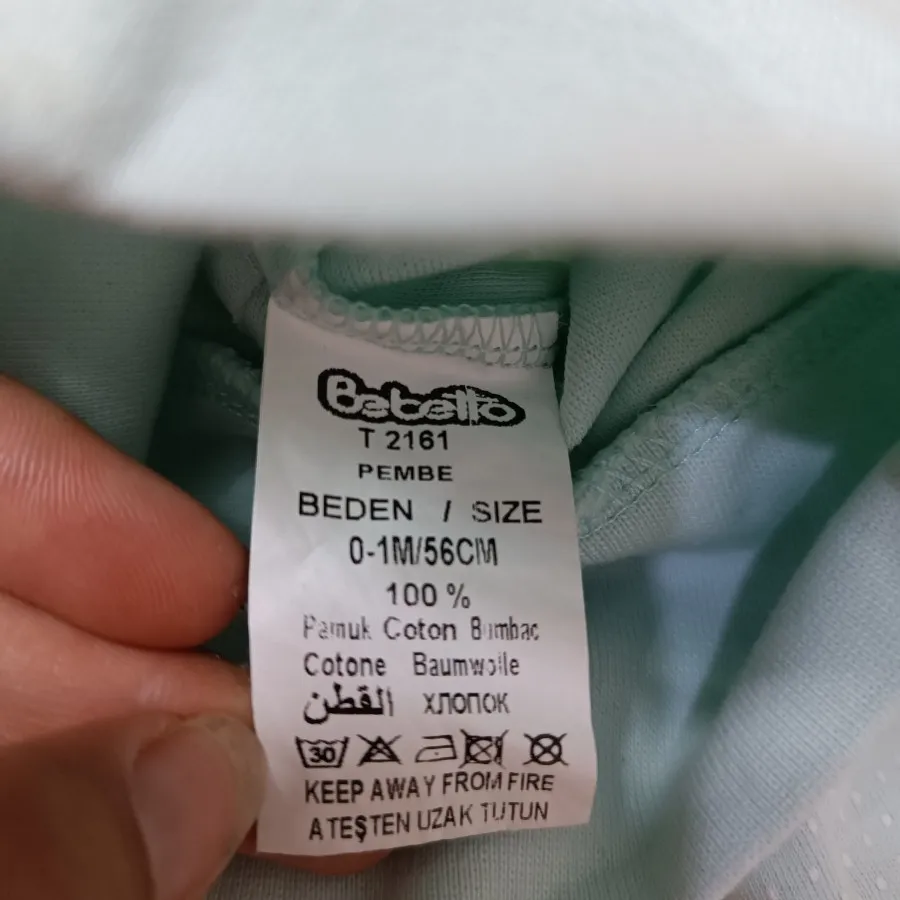 Bebetto
T 2161
PEMBE
BEDEN / SIZE
0-1M/56CM
100 %
Pamuk Coton Bumbac
Cotone Baumwolle
القطن ХЛОПОК
30
KEEP AWAY FROM FIRE
ATEŞTEN UZAK TUTUN